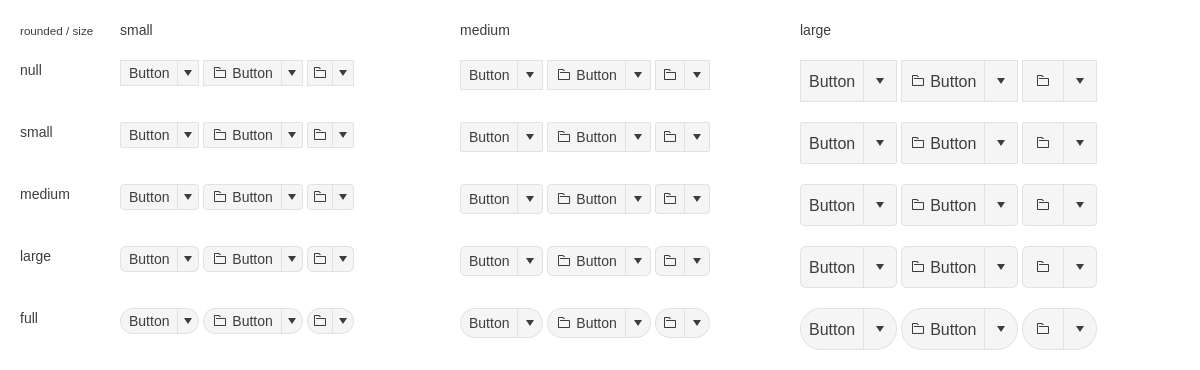 rounded / size small medium large
null Button Button Button Button Button Button
small Button Button Button Button Button Button
medium Button Button Button Button Button Button
large Button Button Button Button Button Button
full Button Button Button Button Button Button